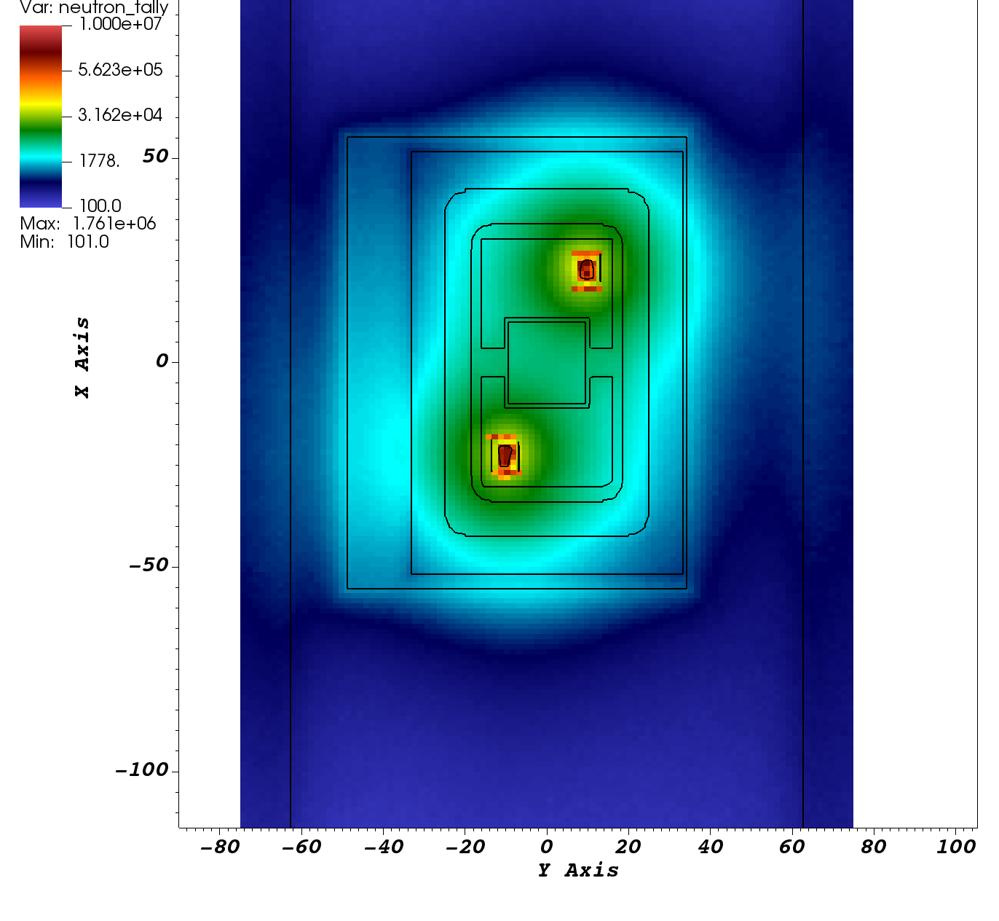 Var: neutron_tally
1.000e+07
5.623e+05
3.162e+04
1778.
100.0
Max: 1.761e+06
Min: 101.0
50
0
-50
-100
X Axis
-80 -60 -40 -20 0 20 40 60 80 100
Y Axis